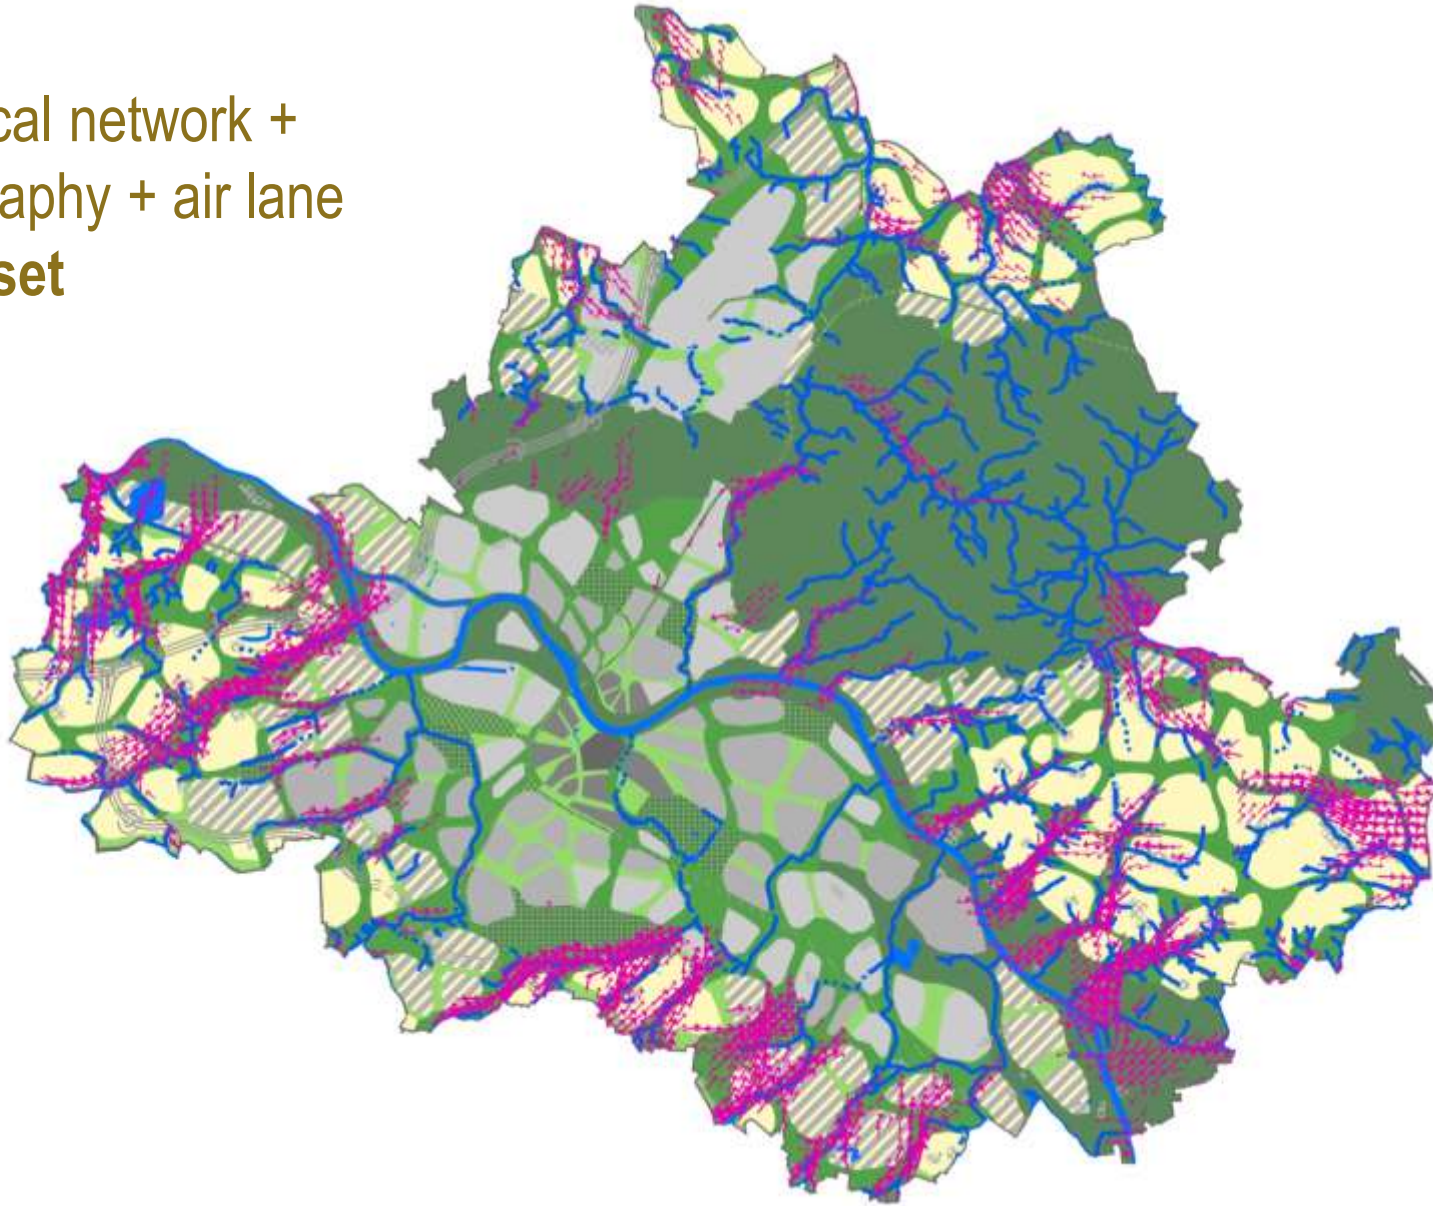 cal network +
aphy + air lane
set